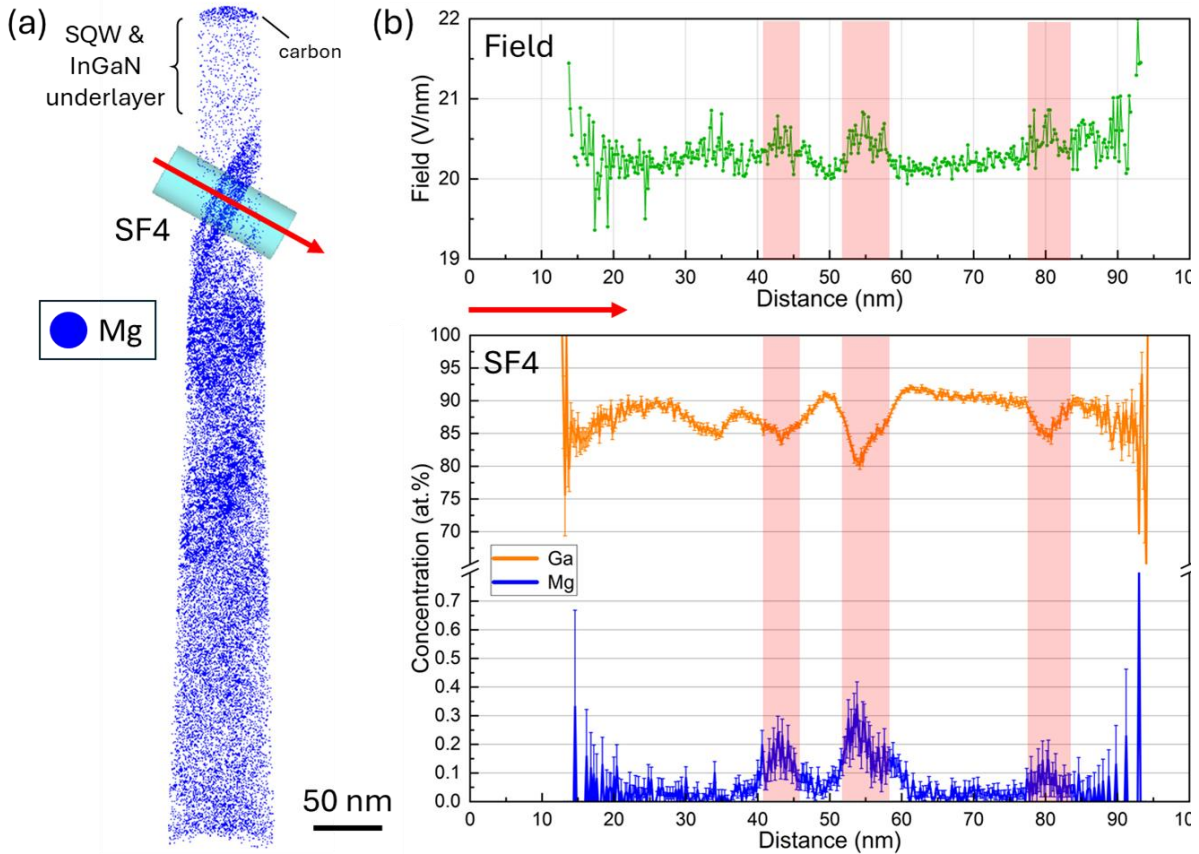 (a)
SQW &
InGaN
underlayer
carbon
SF4
Mg
50 nm
(b)
Field
Field (V/nm)
22
21
20
19
0 10 20 30 40 50 60 70 80 90 100
Distance (nm)
SF4
Concentration (at.%)
100
95
90
85
80
75
70
Ga
Mg
0.7
0.6
0.5
0.4
0.3
0.2
0.1
0.0
0 10 20 30 40 50 60 70 80 90 10
Distance (nm)